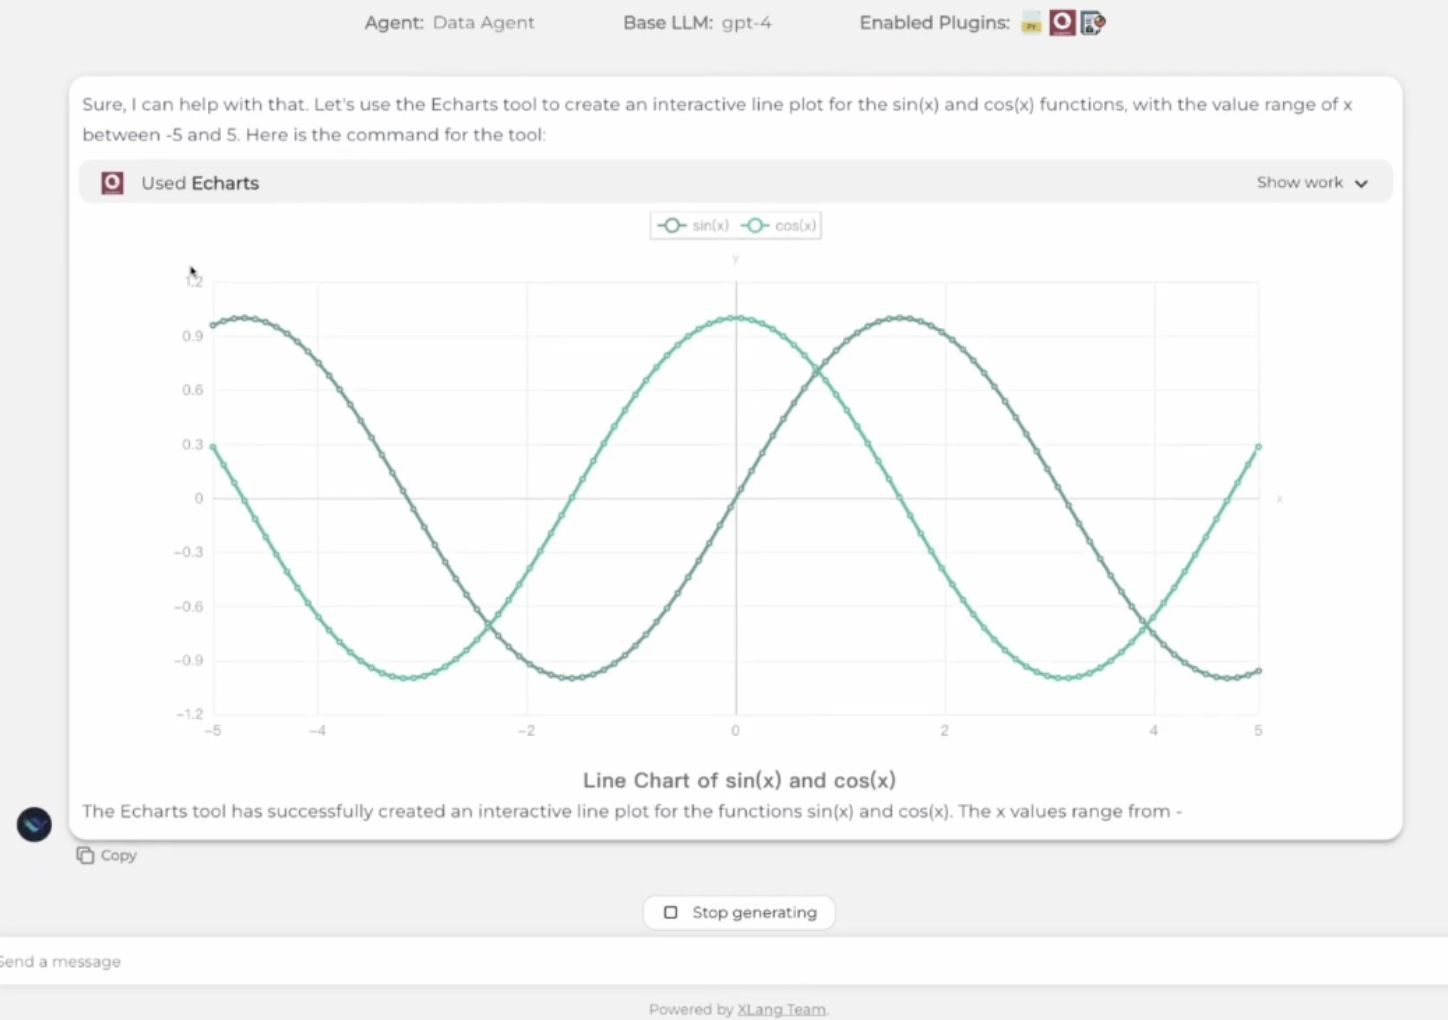 Agent: Data Agent Base LLM: gpt-4 Enabled Plugins: PY
Sure, I can help with that. Let's use the Echarts tool to create an interactive line plot for the sin(x) and cos(x) functions, with the value range of x
between -5 and 5. Here is the command for the tool:
Used Echarts Show work
sin(x) cos(x)
y
1.2
0.9
0.6
0.3
0 x
−0.3
−0.6
−0.9
−1.2
−5 −4 −2 0 2 4 5
Line Chart of sin(x) and cos(x)
The Echarts tool has successfully created an interactive line plot for the functions sin(x) and cos(x). The x values range from -
Copy
Stop generating
Send a message
Powered by XLang Team.